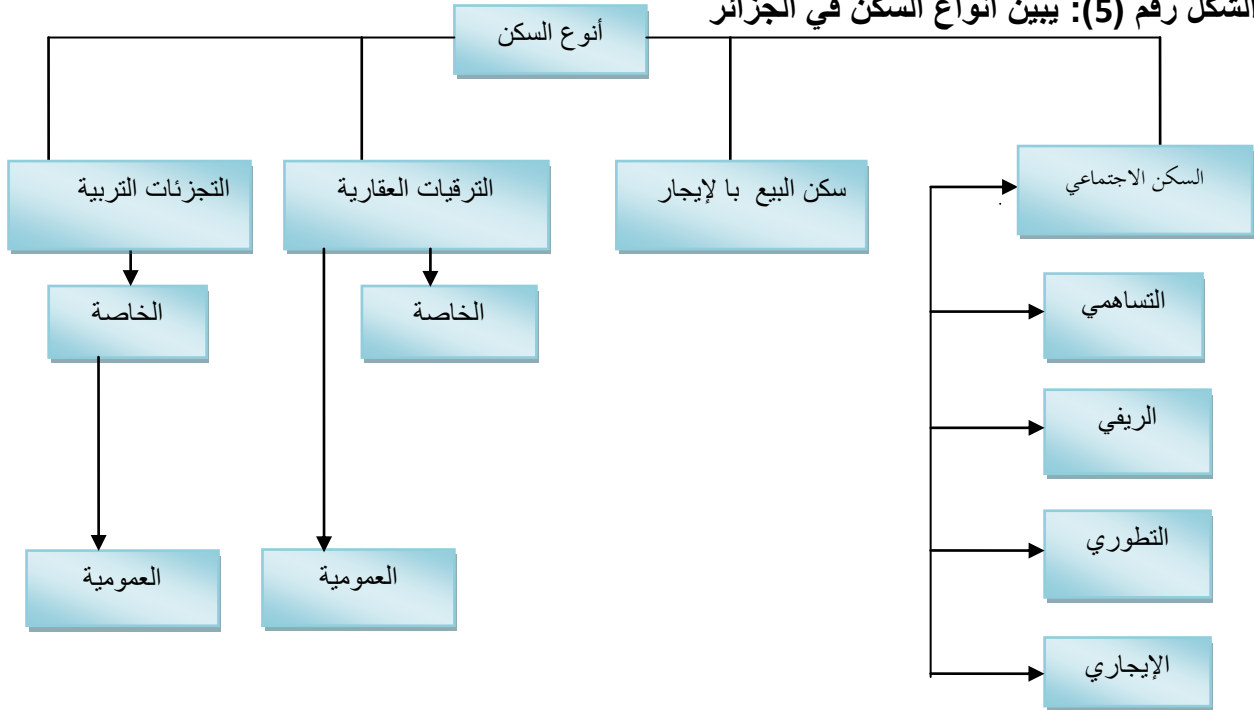 الشكل رقم (5): يبين أنواع السكن في الجزائر
أنوع السكن
السكن الاجتماعي
سكن البيع با لإيجار
الترقيات العقارية
التجزئات التربية
التساهمي
الخاصة
الخاصة
الريفي
التطوري
العمومية
العمومية
الإيجاري